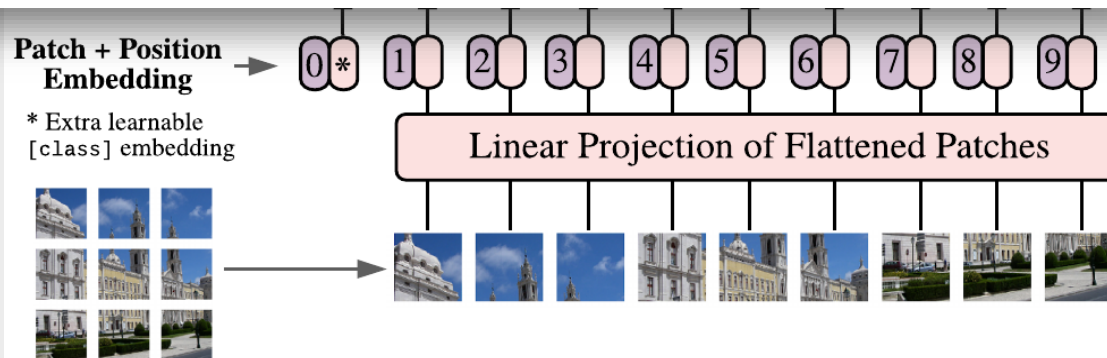 Patch + Position
Embedding
0 * 1 2 3 4 5 6 7 8 9
* Extra learnable
[class] embedding
Linear Projection of Flattened Patches